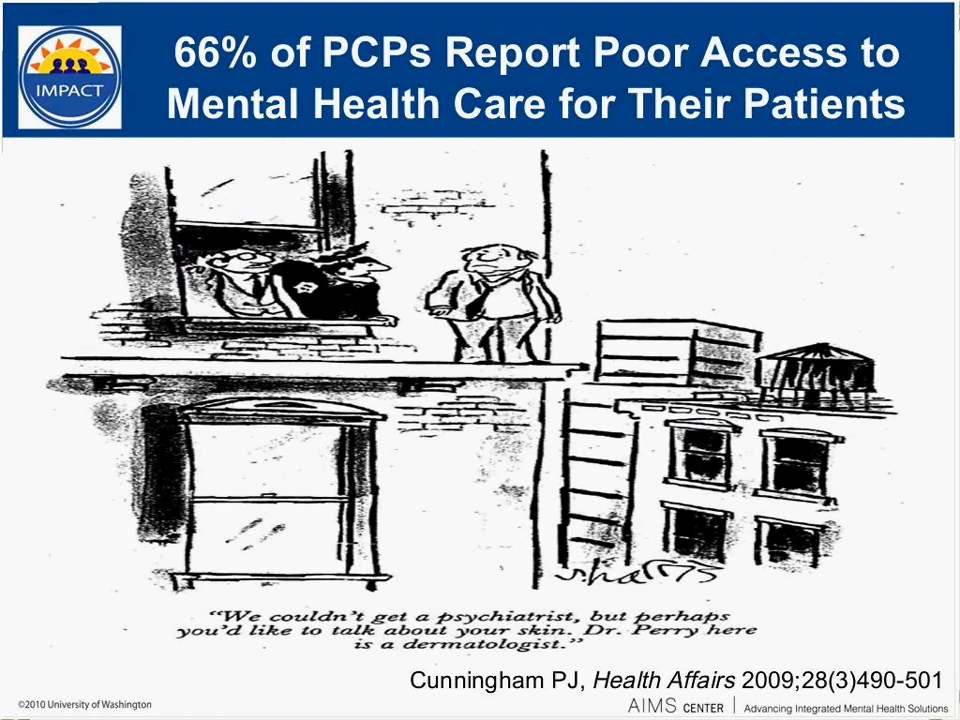 IMPACT
66% of PCPs Report Poor Access to
Mental Health Care for Their Patients
sharris
“We couldn’t get a psychiatrist, but perhaps
you’d like to talk about your skin. Dr. Perry here
is a dermatologist.”
Cunningham PJ, Health Affairs 2009;28(3)490-501
©2010 University of Washington
AIMS CENTER | Advancing Integrated Mental Health Solutions